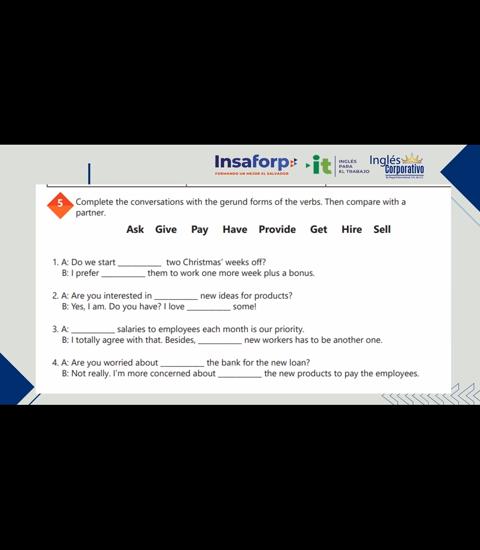 Insaforp
FORMANDO UN MEJOR EL SALVADOR
it
INGLÉS
PARA
EL TRABAJO
Inglés
Corporativo
5
Complete the conversations with the gerund forms of the verbs. Then compare with a
partner.
Ask Give Pay Have Provide Get Hire Sell
1. A: Do we start __________ two Christmas' weeks off?
B: I prefer __________ them to work one more week plus a bonus.
2. A: Are you interested in __________ new ideas for products?
B: Yes, I am. Do you have? I love __________ some!
3. A: __________ salaries to employees each month is our priority.
B: I totally agree with that. Besides, __________ new workers has to be another one.
4. A: Are you worried about __________ the bank for the new loan?
B: Not really. I'm more concerned about __________ the new products to pay the employees.